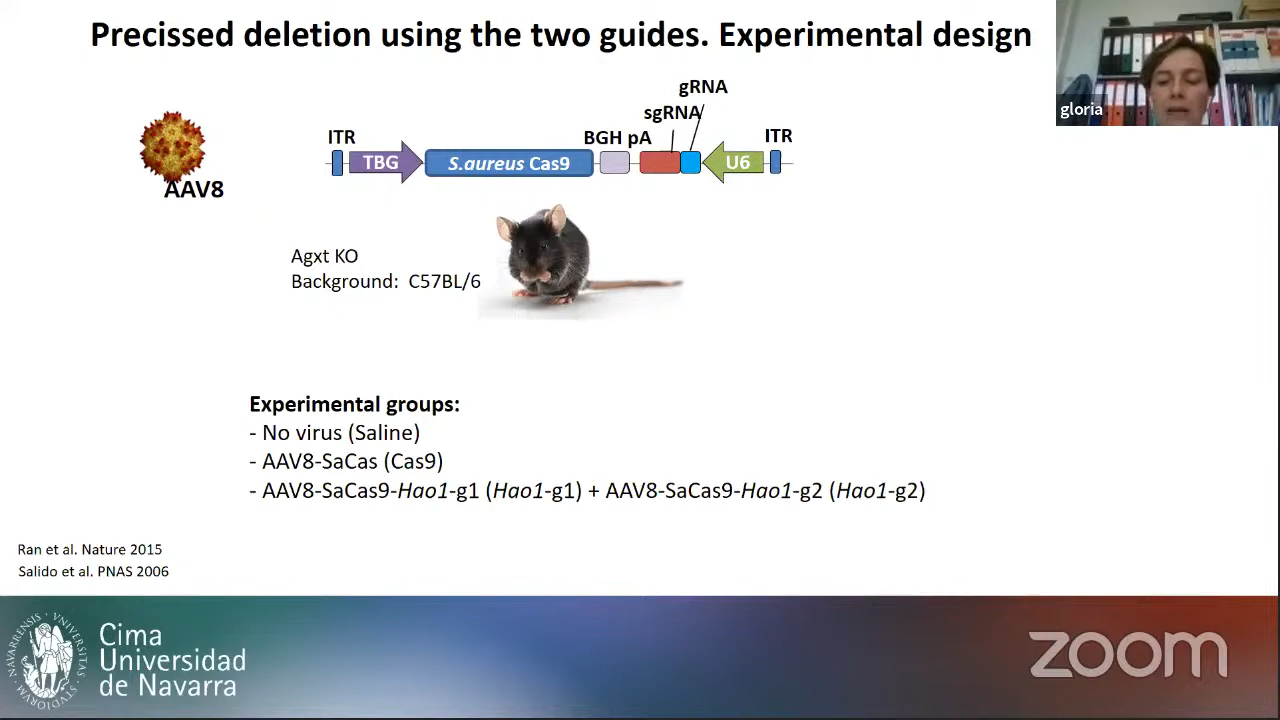 Precissed deletion using the two guides. Experimental design
gloria
gRNA
sgRNA
ITR
BGH pA
ITR
TBG
S.aureus Cas9
U6
AAV8
Agxt KO
Background: C57BL/6
Experimental groups:
- No virus (Saline)
- AAV8-SaCas (Cas9)
- AAV8-SaCas9-Hao1-g1 (Hao1-g1) + AAV8-SaCas9-Hao1-g2 (Hao1-g2)
Ran et al. Nature 2015
Salido et al. PNAS 2006
Cima
Universidad
de Navarra
zoom